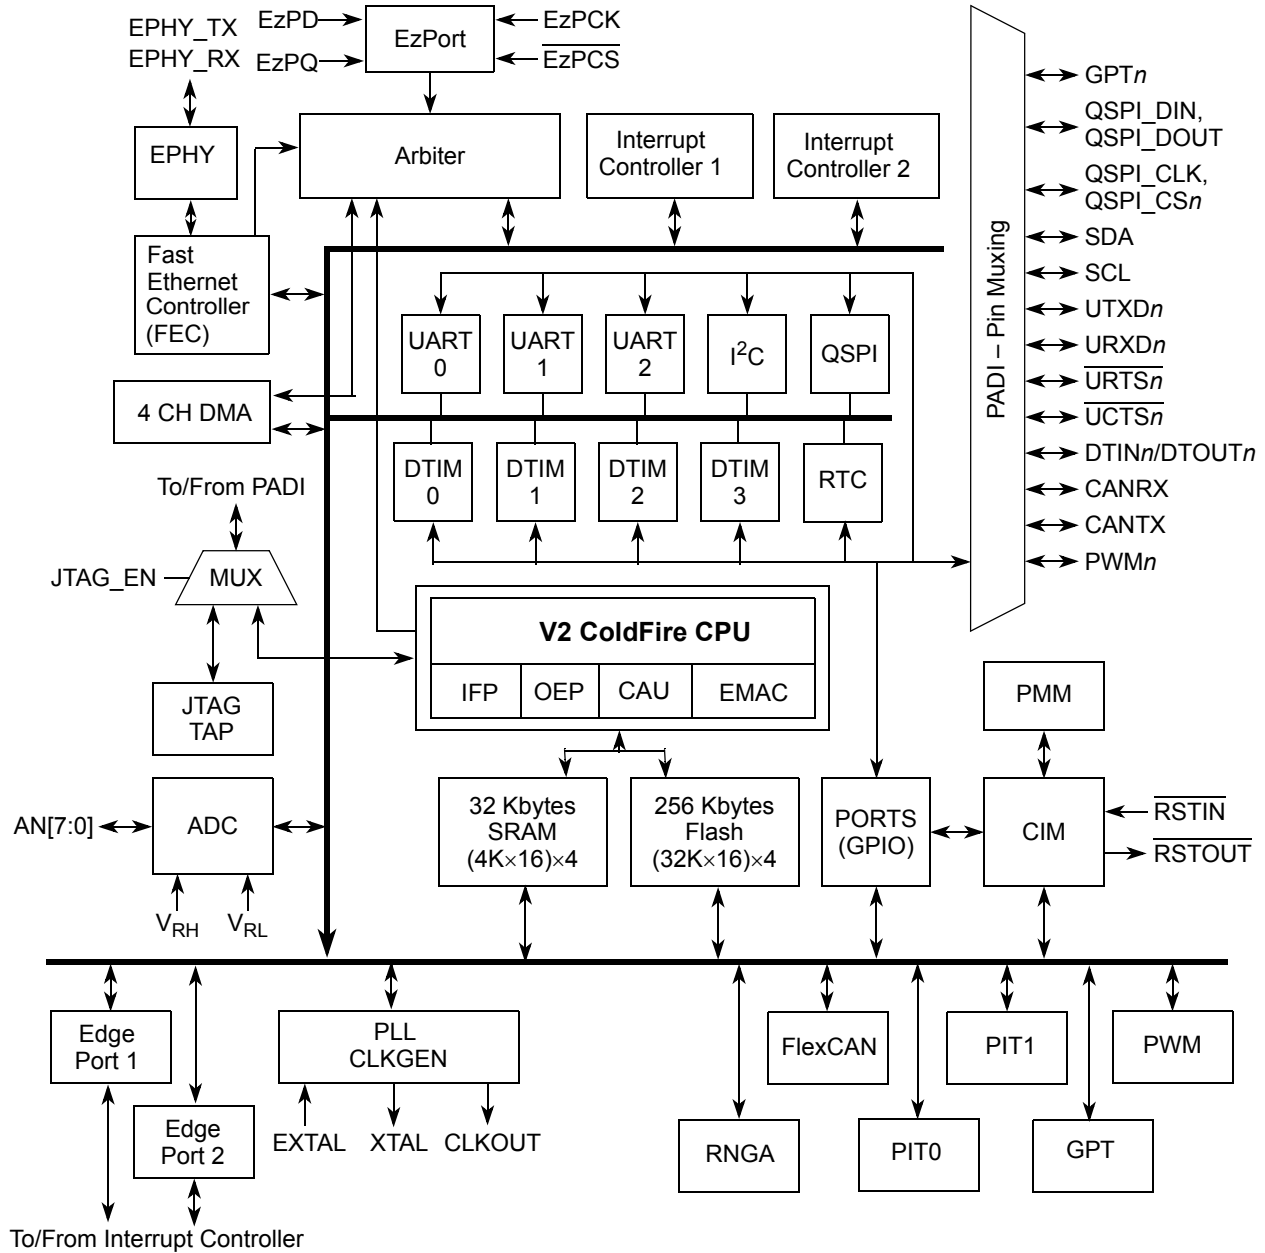 EPHY_TX
EPHY_RX
EzPD
EzPQ
EzPort
EzPCK
EzPCS
EPHY
Arbiter
Interrupt
Controller 1
Interrupt
Controller 2
Fast
Ethernet
Controller
(FEC)
4 CH DMA
UART
0
UART
1
UART
2
I²C
QSPI
DTIM
0
DTIM
1
DTIM
2
DTIM
3
RTC
PADI – Pin Muxing
GPTn
QSPI_DIN,
QSPI_DOUT
QSPI_CLK,
QSPI_CSn
SDA
SCL
UTXDn
URXDn
URTSn
UCTSn
DTINn/DTOUTn
CANRX
CANTX
PWMn
To/From PADI
JTAG_EN
MUX
JTAG
TAP
V2 ColdFire CPU
IFP
OEP
CAU
EMAC
PMM
AN[7:0]
ADC
VRH
VRL
32 Kbytes
SRAM
(4K×16)×4
256 Kbytes
Flash
(32K×16)×4
PORTS
(GPIO)
CIM
RSTIN
RSTOUT
Edge
Port 1
Edge
Port 2
PLL
CLKGEN
EXTAL
XTAL
CLKOUT
RNGA
FlexCAN
PIT0
PIT1
GPT
PWM
To/From Interrupt Controller